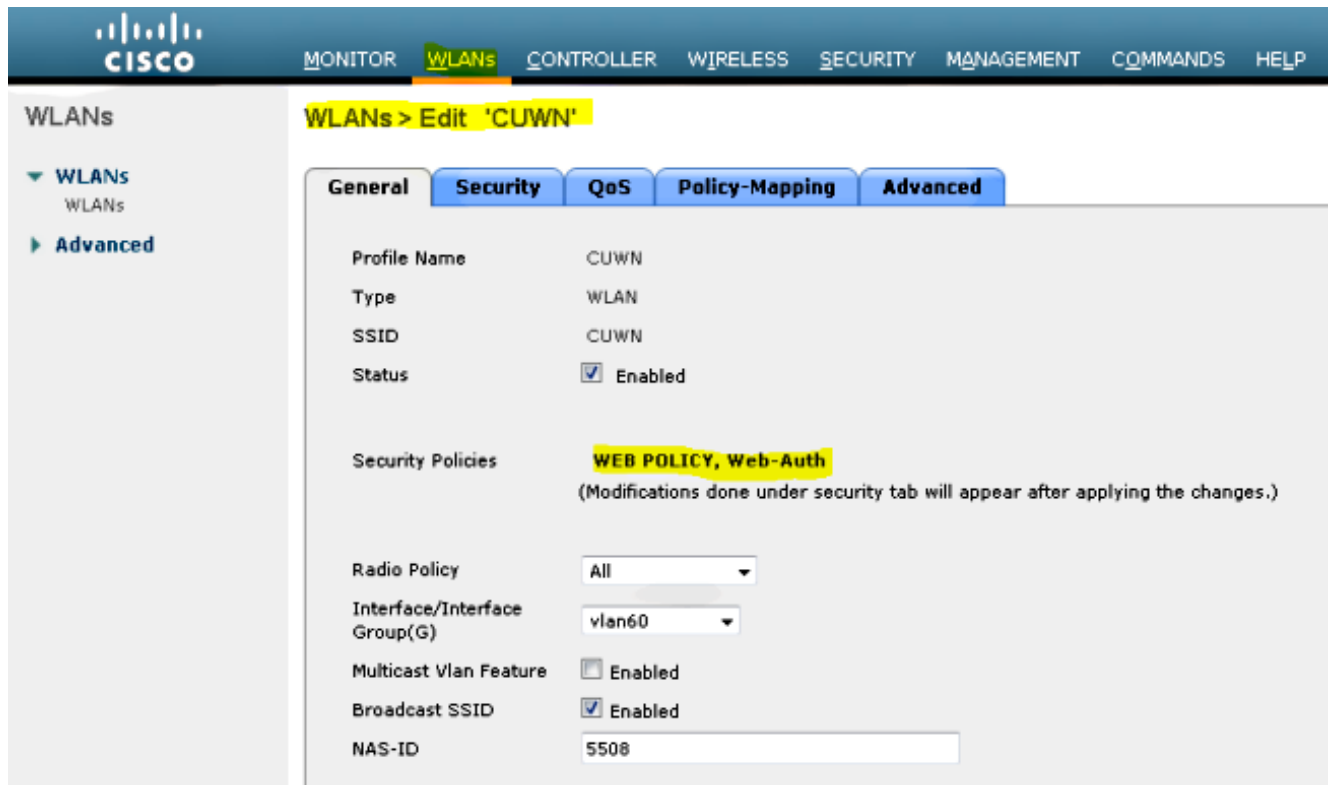 CISCO
MONITOR WLANs CONTROLLER WIRELESS SECURITY MANAGEMENT COMMANDS HELP
WLANs
WLANs
WLANs
Advanced
WLANs > Edit 'CUWN'
General Security QoS Policy-Mapping Advanced
Profile Name CUWN
Type WLAN
SSID CUWN
Status Enabled
Security Policies WEB POLICY, Web-Auth
(Modifications done under security tab will appear after applying the changes.)
Radio Policy All
Interface/Interface
Group(G) vlan60
Multicast Vlan Feature Enabled
Broadcast SSID Enabled
NAS-ID 5508